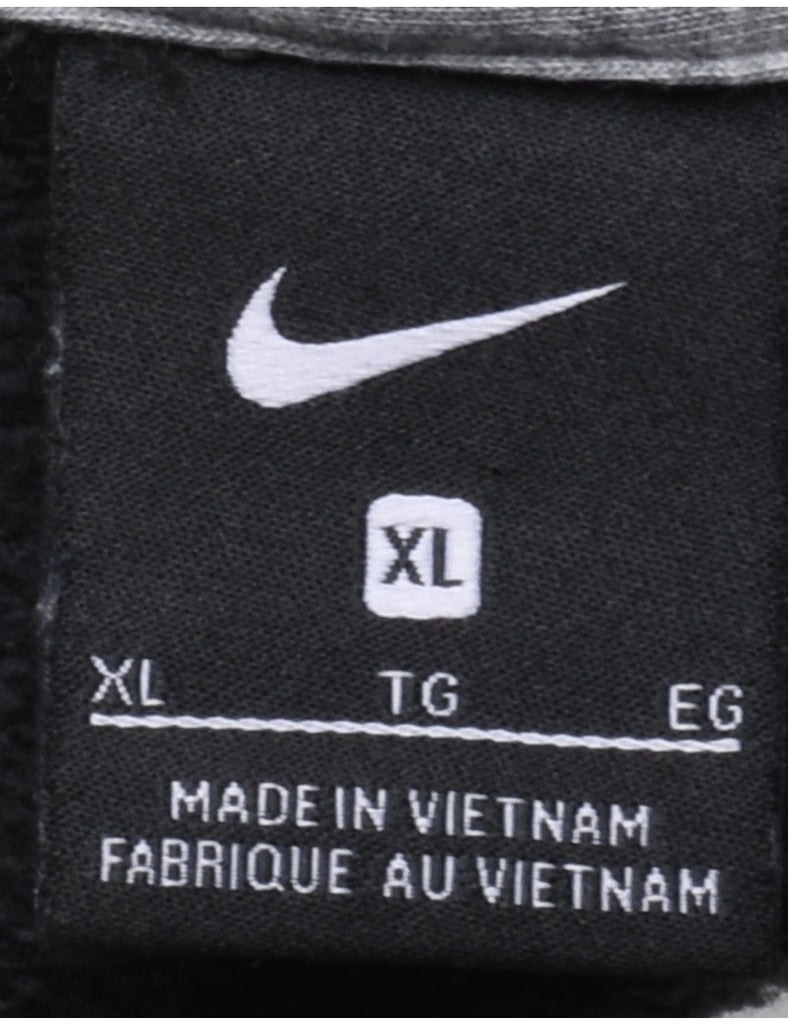 XL
XL TG EG
MADE IN VIETNAM
FABRIQUE AU VIETNAM